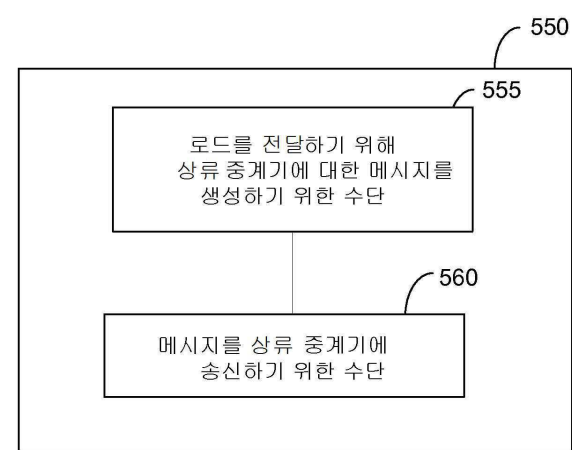 550
555
로드를 전달하기 위해
상류 중계기에 대한 메시지를
생성하기 위한 수단
560
메시지를 상류 중계기에
송신하기 위한 수단